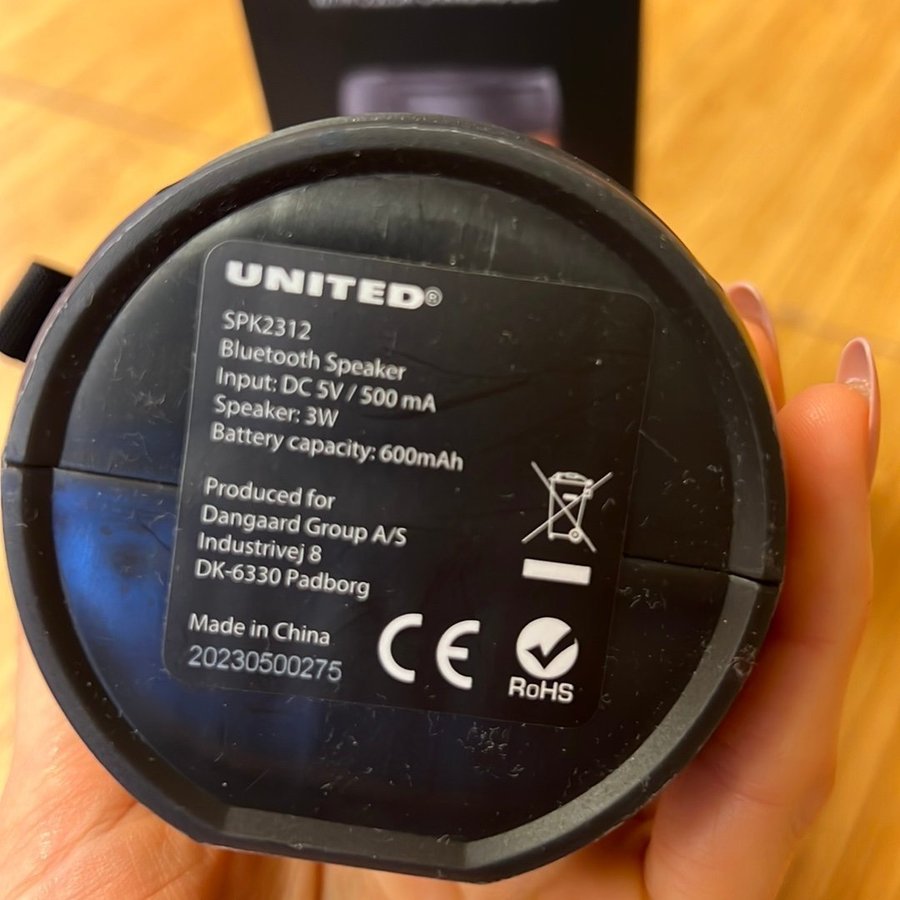 UNITED®
SPK2312
Bluetooth Speaker
Input: DC 5V / 500 mA
Speaker: 3W
Battery capacity: 600mAh
Produced for
Dangaard Group A/S
Industrivej 8
DK-6330 Padborg
Made in China
20230500275
CE
RoHS